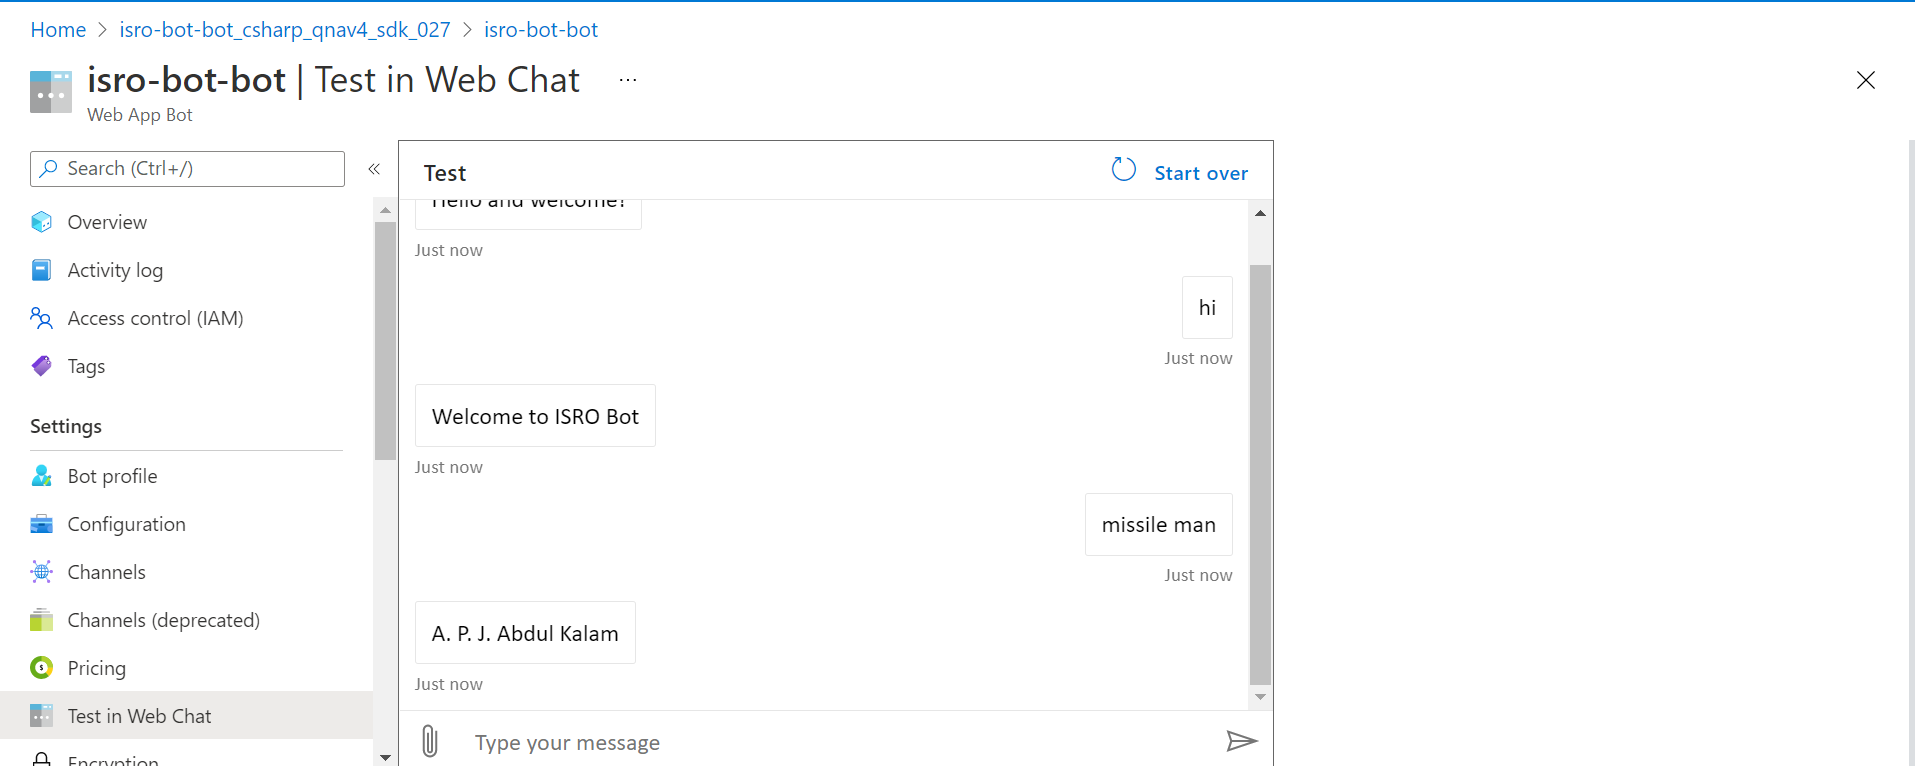 Home > isro-bot-bot_csharp_qnav4_sdk_027 > isro-bot-bot
isro-bot-bot | Test in Web Chat ...
Web App Bot
Search (Ctrl+/)
«
Overview
Activity log
Access control (IAM)
Tags
Settings
Bot profile
Configuration
Channels
Channels (deprecated)
Pricing
Test in Web Chat
Encryption
Test
Start over
Hello and welcome!
Just now
hi
Just now
Welcome to ISRO Bot
Just now
missile man
Just now
A. P. J. Abdul Kalam
Just now
Type your message